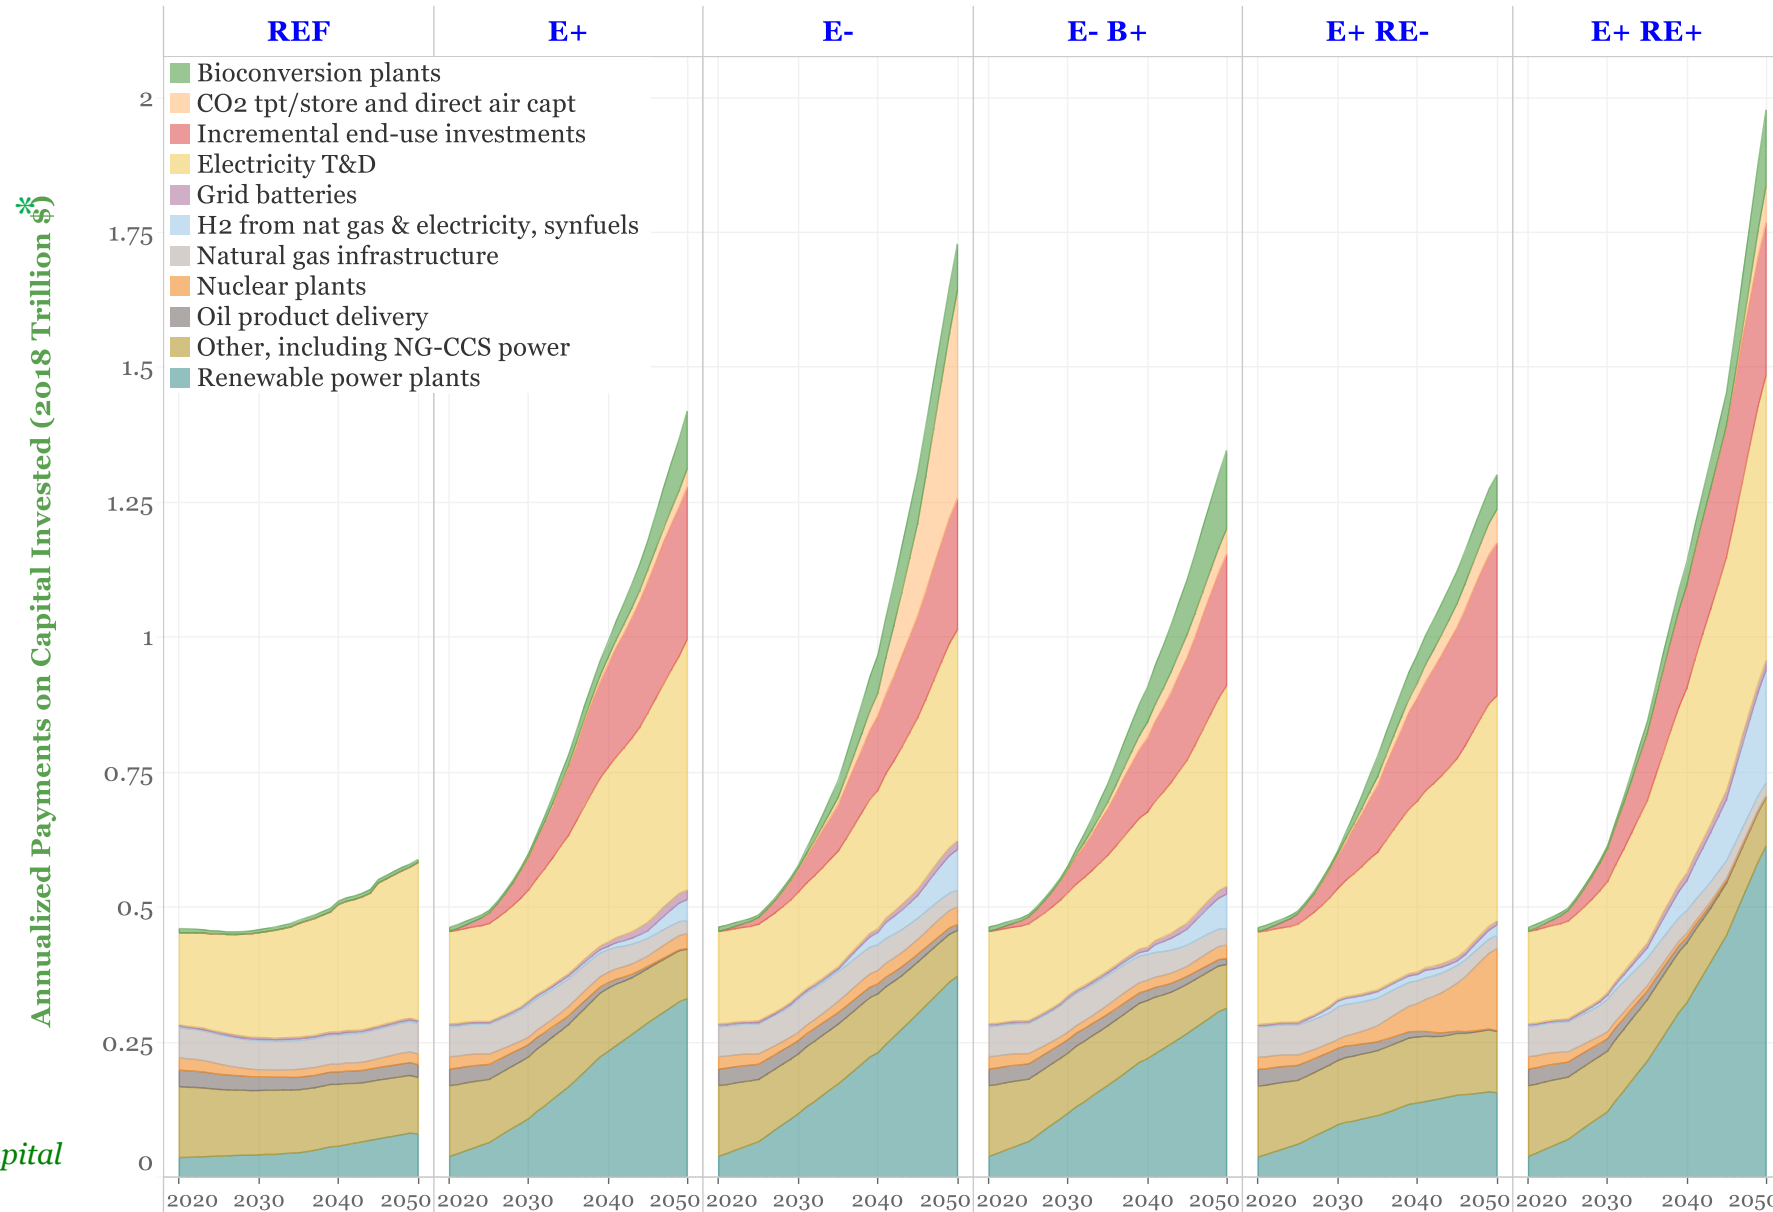 REF E+ E- E- B+ E+ RE- E+ RE+
Bioconversion plants
CO2 tpt/store and direct air capt
Incremental end-use investments
Electricity T&D
Grid batteries
H2 from nat gas & electricity, synfuels
Natural gas infrastructure
Nuclear plants
Oil product delivery
Other, including NG-CCS power
Renewable power plants
Annualized Payments on Capital Invested (2018 Trillion $)
*
2
1.75
1.5
1.25
1
0.75
0.5
0.25
0
pital
2020 2030 2040 2050 2020 2030 2040 2050 2020 2030 2040 2050 2020 2030 2040 2050 2020 2030 2040 2050 2020 2030 2040 205